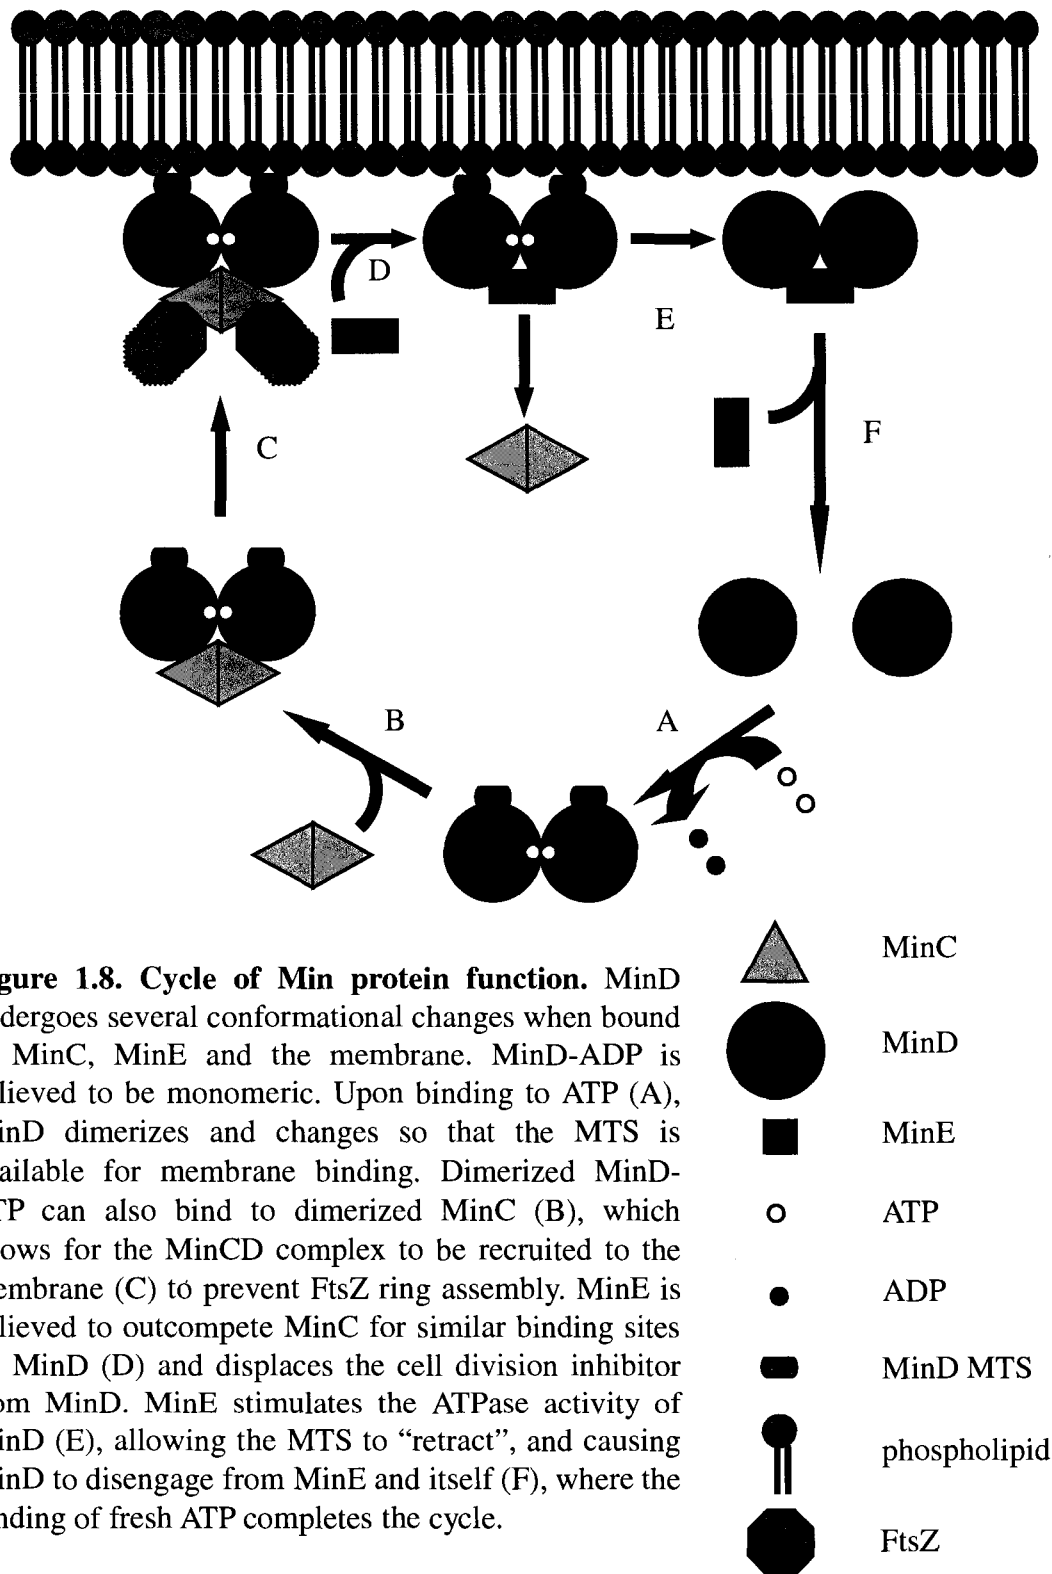 D
E
C
F
B
A
gure 1.8. Cycle of Min protein function. MinD
dergoes several conformational changes when bound
MinC, MinE and the membrane. MinD-ADP is
lieved to be monomeric. Upon binding to ATP (A),
inD dimerizes and changes so that the MTS is
ailable for membrane binding. Dimerized MinD-
TP can also bind to dimerized MinC (B), which
ows for the MinCD complex to be recruited to the
embrane (C) to prevent FtsZ ring assembly. MinE is
lieved to outcompete MinC for similar binding sites
MinD (D) and displaces the cell division inhibitor
om MinD. MinE stimulates the ATPase activity of
inD (E), allowing the MTS to “retract”, and causing
inD to disengage from MinE and itself (F), where the
nding of fresh ATP completes the cycle.
MinC
MinD
MinE
ATP
ADP
MinD MTS
phospholipid
FtsZ